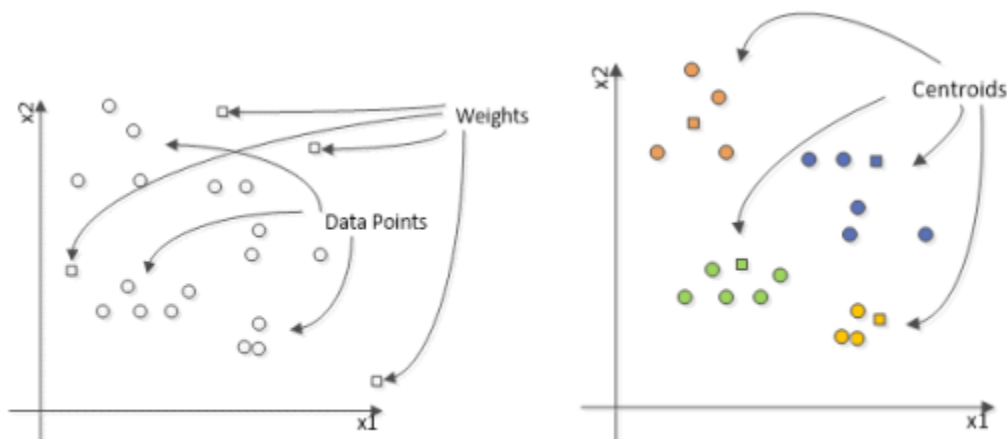 x2
Weights
Data Points
x1
x2
Centroids
x1